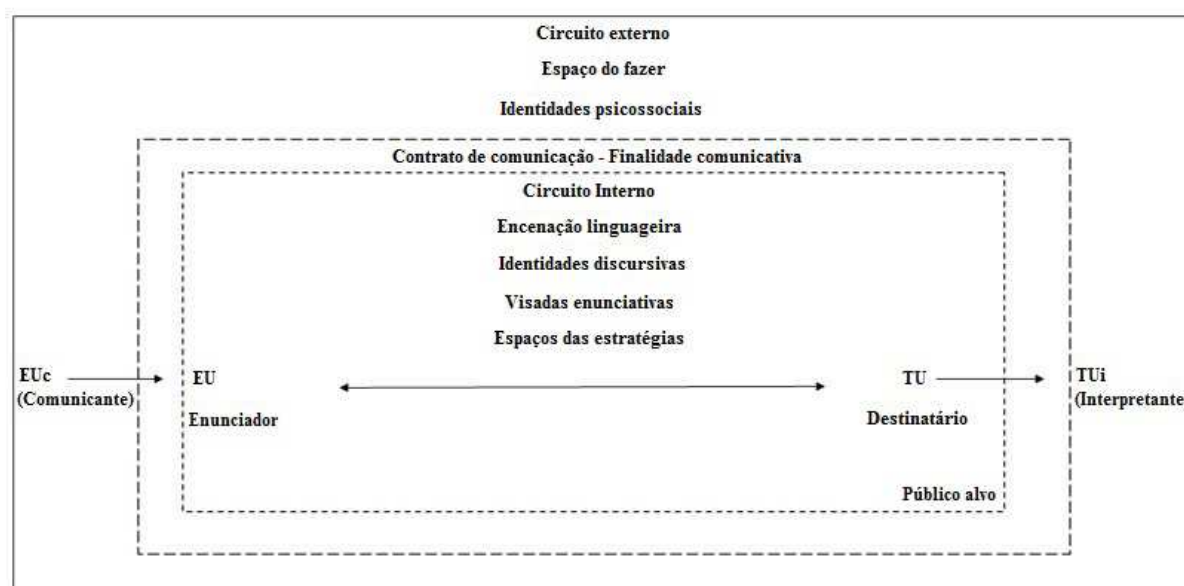 Circuito externo
Espaço do fazer
Identidades psicossociais
Contrato de comunicação - Finalidade comunicativa
Circuito Interno
Encenação linguageira
Identidades discursivas
Visadas enunciativas
Espaços das estratégias
EUc
(Comunicante)
EU
Enunciador
TU
Destinatário
TUi
(Interpretante)
Público alvo